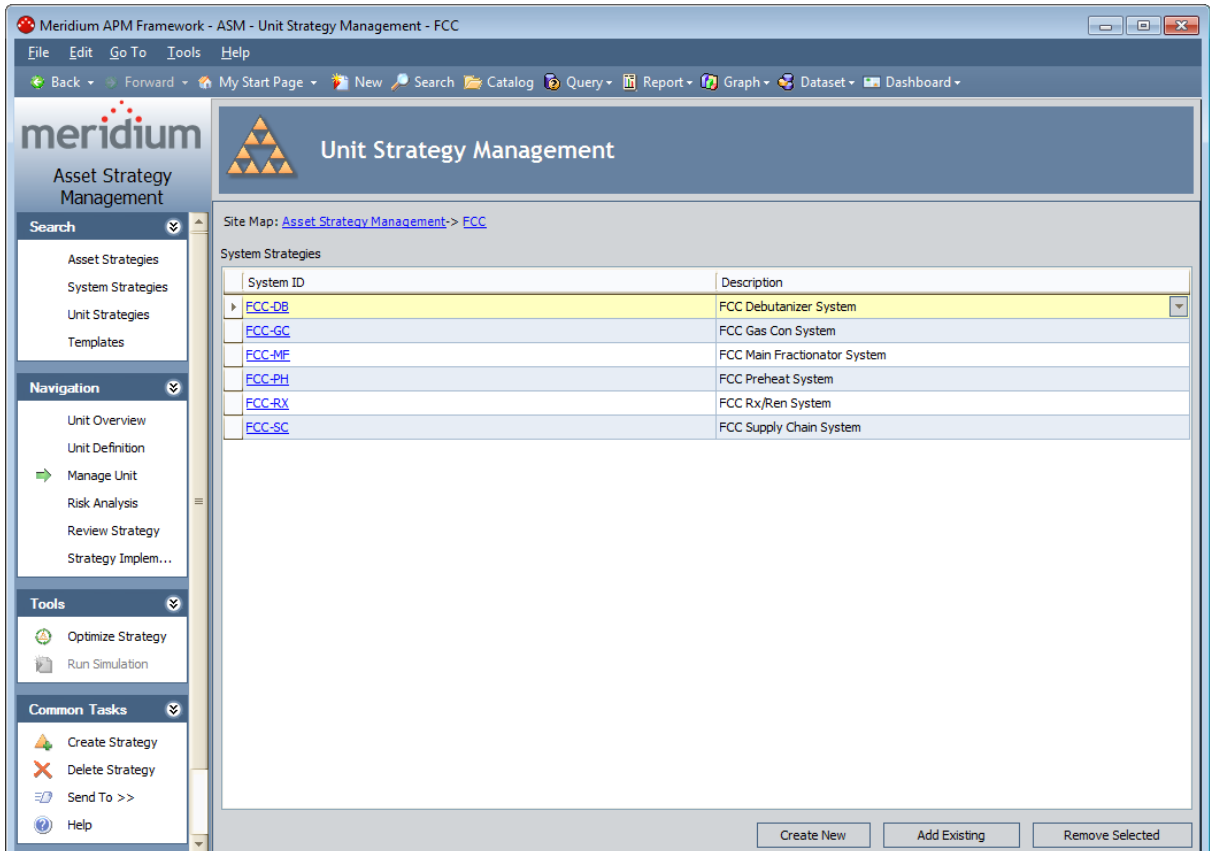 Meridium APM Framework - ASM - Unit Strategy Management - FCC
File Edit Go To Tools Help
Back Forward My Start Page New Search Catalog Query Report Graph Dataset Dashboard
meridium
Asset Strategy
Management
Search
Asset Strategies
System Strategies
Unit Strategies
Templates
Navigation
Unit Overview
Unit Definition
Manage Unit
Risk Analysis
Review Strategy
Strategy Implem...
Tools
Optimize Strategy
Run Simulation
Common Tasks
Create Strategy
Delete Strategy
Send To >>
Help
Unit Strategy Management
Site Map: Asset Strategy Management-> FCC
System Strategies
System ID Description
FCC-DB FCC Debutanizer System
FCC-GC FCC Gas Con System
FCC-MF FCC Main Fractionator System
FCC-PH FCC Preheat System
FCC-RX FCC Rx/Ren System
FCC-SC FCC Supply Chain System
Create New Add Existing Remove Selected